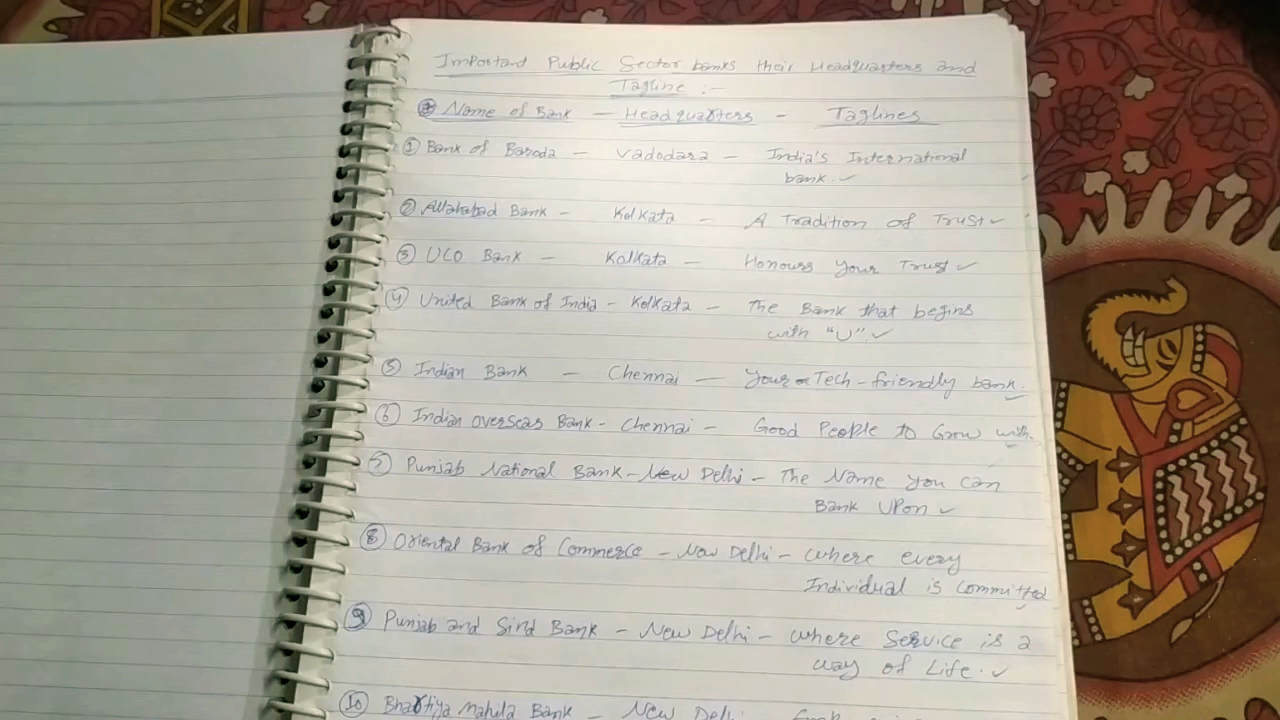 Important Public Sector banks their Headquarters and
Tagline :-
Name of Bank - Headquarters - Taglines
① Bank of Baroda - Vadodara - India's International
bank. ✓
② Allahabad Bank - Kolkata - A Tradition of Trust ✓
③ UCO Bank - Kolkata - Honours Your Trust ✓
④ United Bank of India - Kolkata - The Bank that begins
with "U" ✓
⑤ Indian Bank - Chennai - Your Tech-friendly bank. ✓
⑥ Indian Overseas Bank - Chennai - Good People to Grow with. ✓
⑦ Punjab National Bank - New Delhi - The Name you can
Bank Upon ✓
⑧ Oriental Bank of Commerce - New Delhi - where every
Individual is committed ✓
⑨ Punjab and Sind Bank - New Delhi - where Service is a
way of Life. ✓
⑩ Bhartiya Mahila Bank - New Delhi